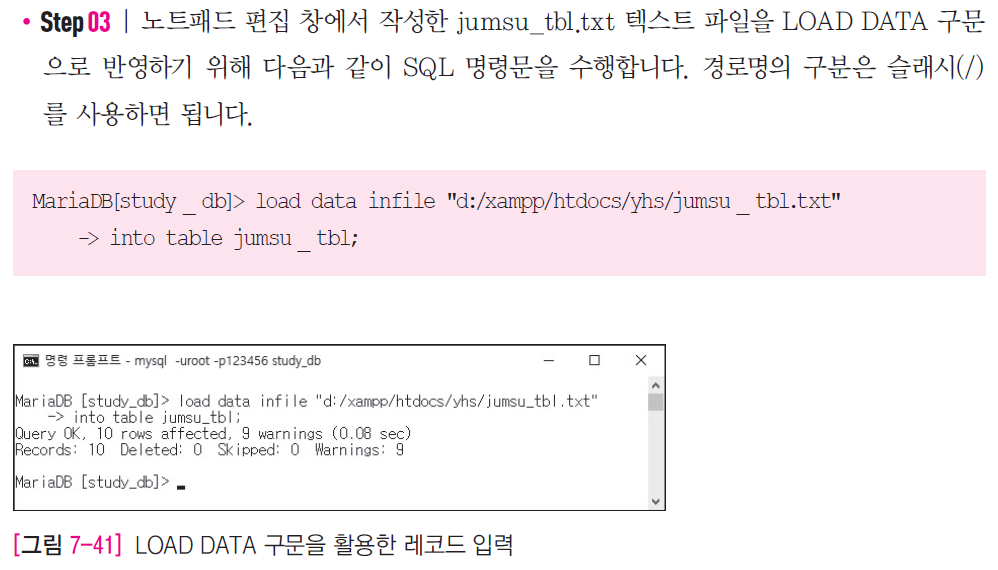 • Step 03 | 노트패드 편집 창에서 작성한 jumsu_tbl.txt 텍스트 파일을 LOAD DATA 구문
으로 반영하기 위해 다음과 같이 SQL 명령문을 수행합니다. 경로명의 구분은 슬래시(/)
를 사용하면 됩니다.
MariaDB[study _ db]> load data infile "d:/xampp/htdocs/yhs/jumsu _ tbl.txt"
-> into table jumsu _ tbl;
명령 프롬프트 - mysql -uroot -p123456 study_db
MariaDB [study_db]> load data infile "d:/xampp/htdocs/yhs/jumsu_tbl.txt"
-> into table jumsu_tbl;
Query OK, 10 rows affected, 9 warnings (0.08 sec)
Records: 10 Deleted: 0 Skipped: 0 Warnings: 9
MariaDB [study_db]>
[그림 7-41] LOAD DATA 구문을 활용한 레코드 입력